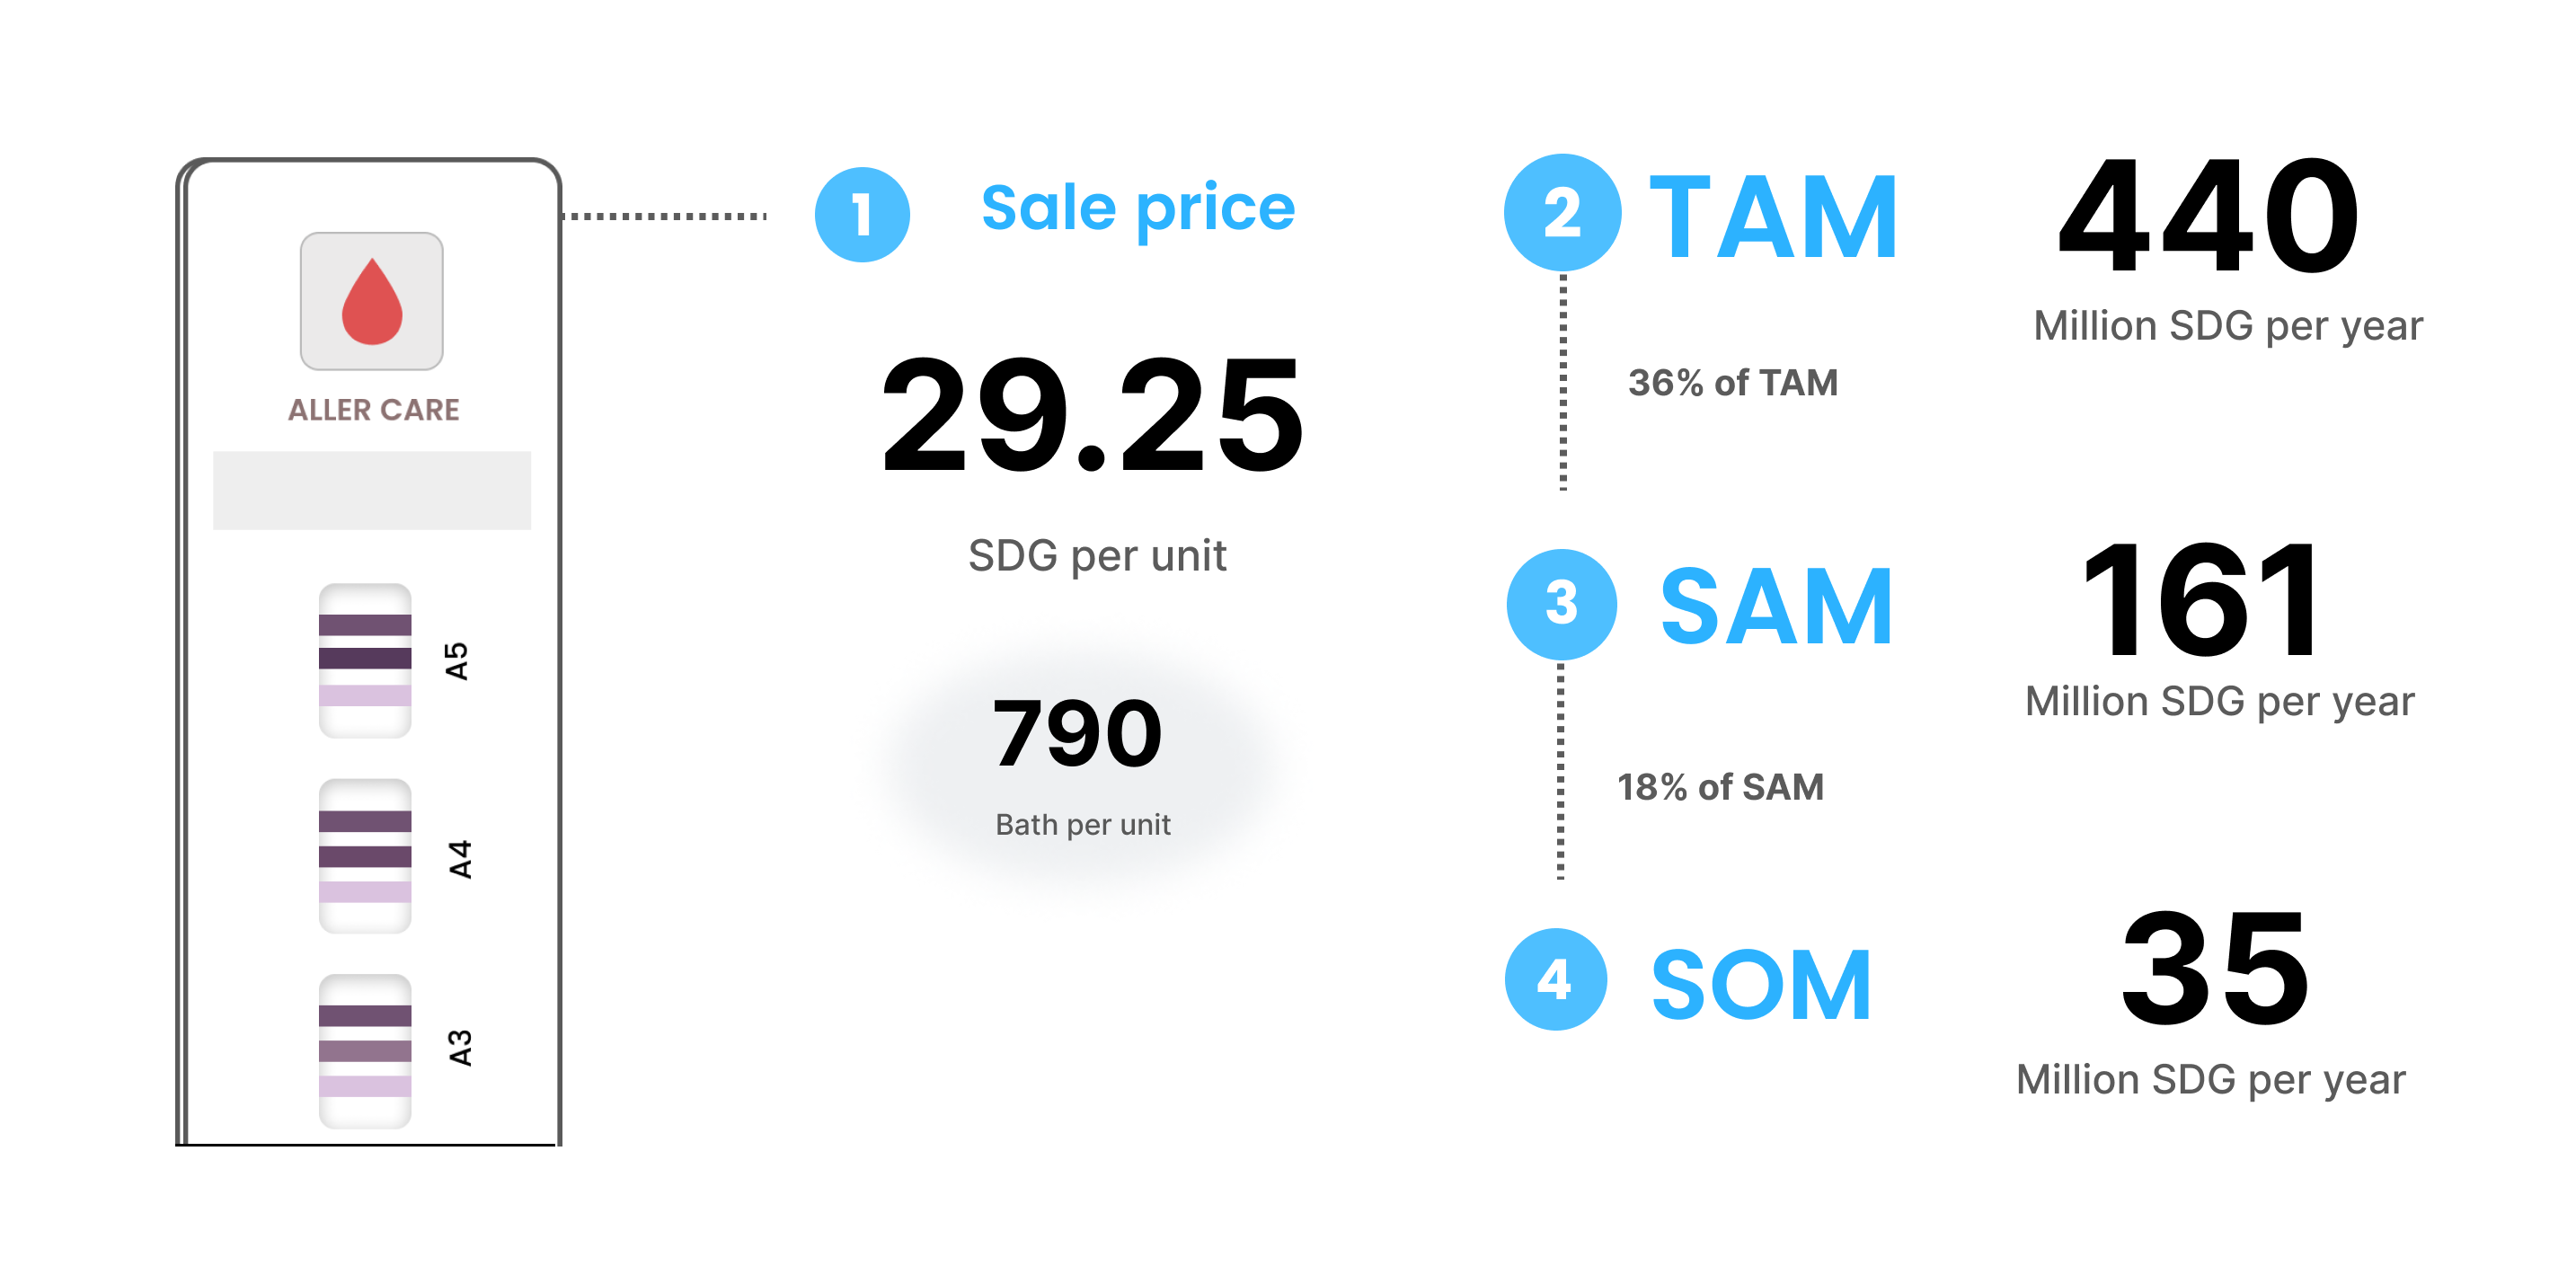 ALLER CARE
A5
A4
A3
1
Sale price
29.25
SDG per unit
790
Bath per unit
2
TAM
440
Million SDG per year
36% of TAM
3
SAM
161
Million SDG per year
18% of SAM
4
SOM
35
Million SDG per year